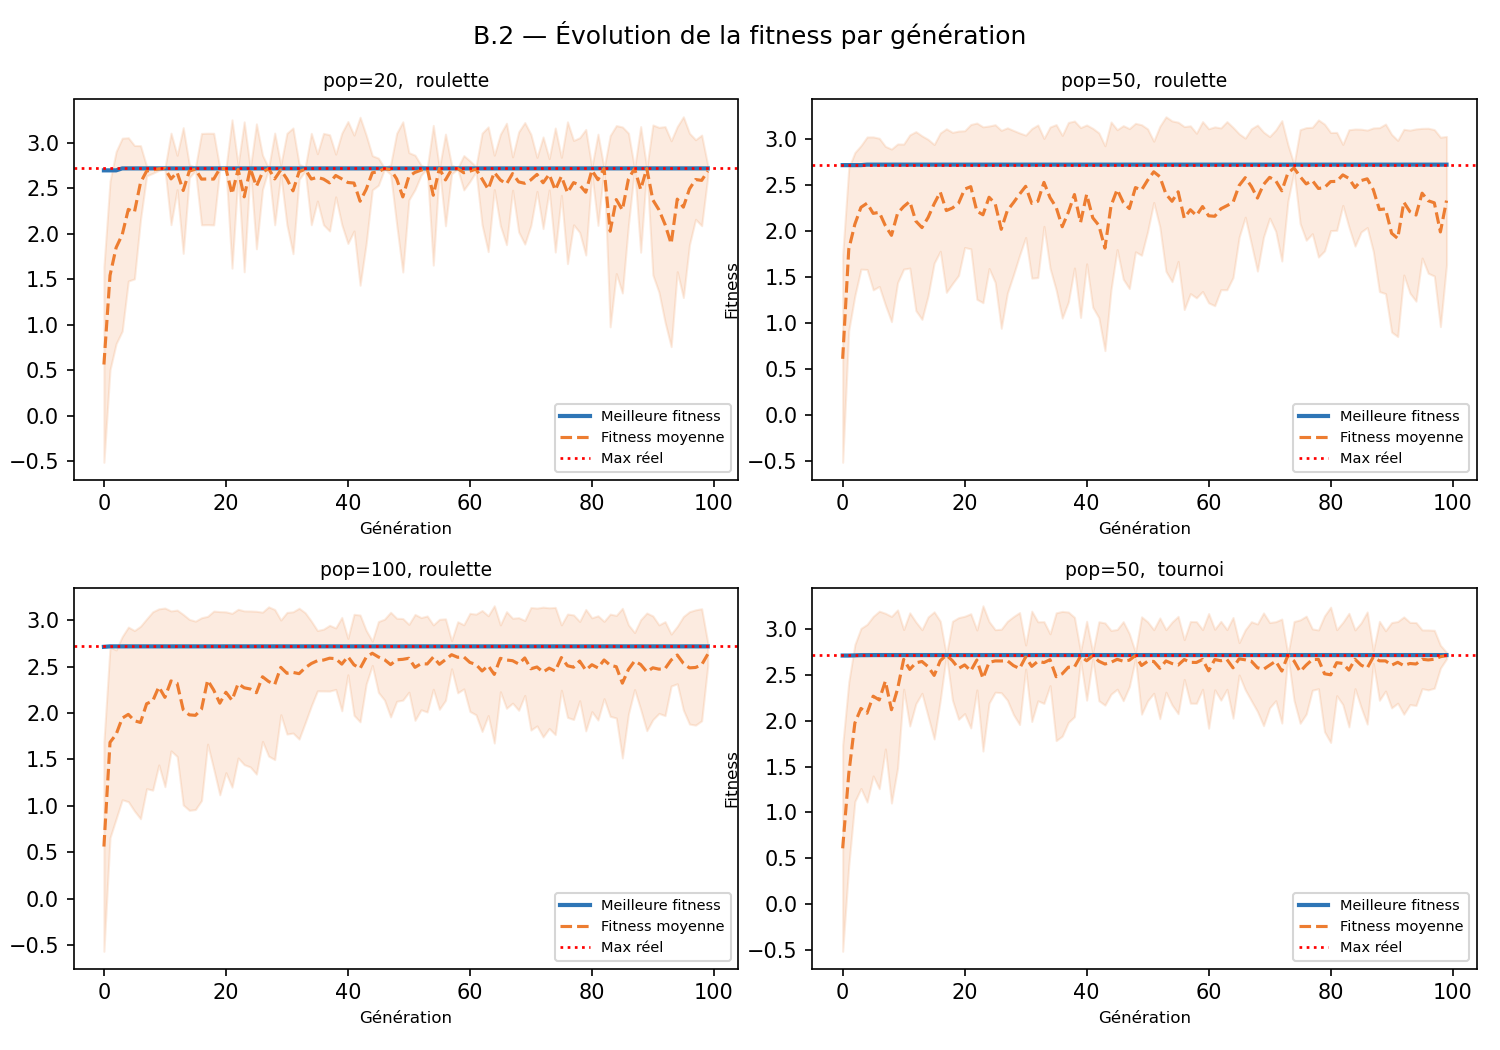 B.2 — Évolution de la fitness par génération
pop=20,  roulette
3.0
2.5
2.0
1.5
1.0
0.5
0.0
−0.5
Meilleure fitness
Fitness moyenne
Max réel
0 20 40 60 80 100
Génération
pop=50,  roulette
Fitness
3.0
2.5
2.0
1.5
1.0
0.5
0.0
−0.5
Meilleure fitness
Fitness moyenne
Max réel
0 20 40 60 80 100
Génération
pop=100, roulette
3.0
2.5
2.0
1.5
1.0
0.5
0.0
−0.5
Meilleure fitness
Fitness moyenne
Max réel
0 20 40 60 80 100
Génération
pop=50,  tournoi
Fitness
3.0
2.5
2.0
1.5
1.0
0.5
0.0
−0.5
Meilleure fitness
Fitness moyenne
Max réel
0 20 40 60 80 100
Génération